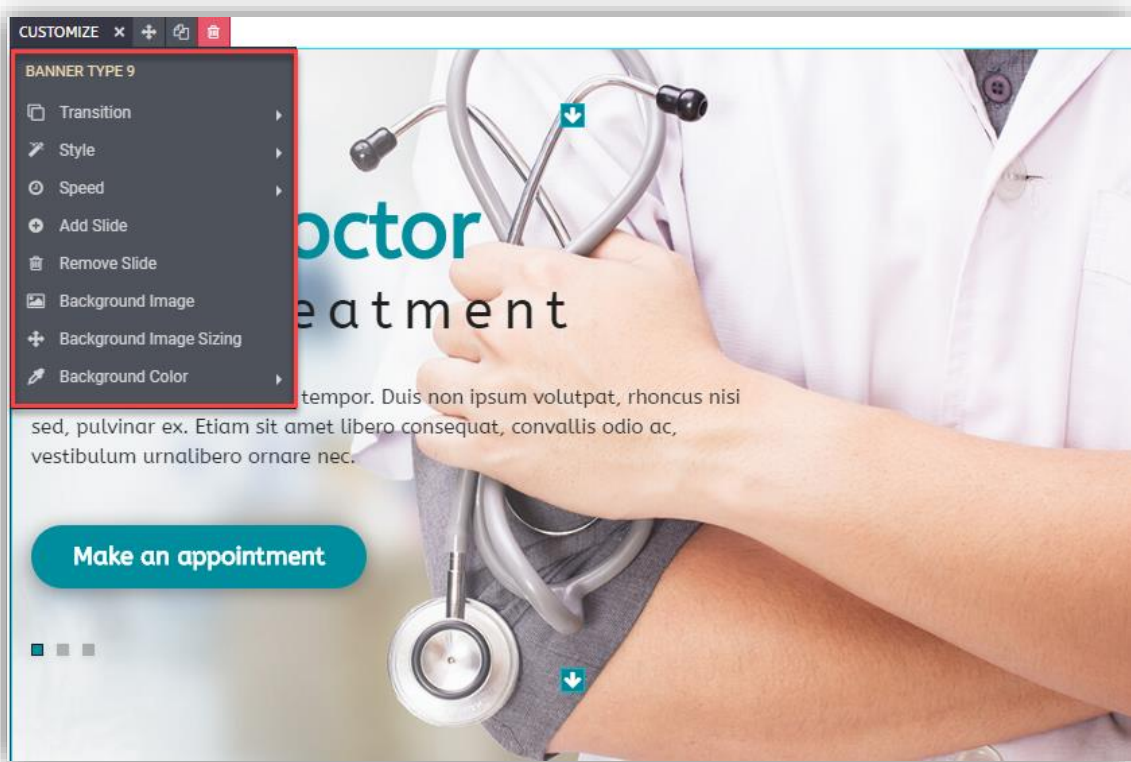 CUSTOMIZE
BANNER TYPE 9
Transition
Style
Speed
Add Slide
Remove Slide
Background Image
Background Image Sizing
Background Color
octor
eatment
tempor. Duis non ipsum volutpat, rhoncus nisi
sed, pulvinar ex. Etiam sit amet libero consequat, convallis odio ac,
vestibulum urnalibero ornare nec.
Make an appointment